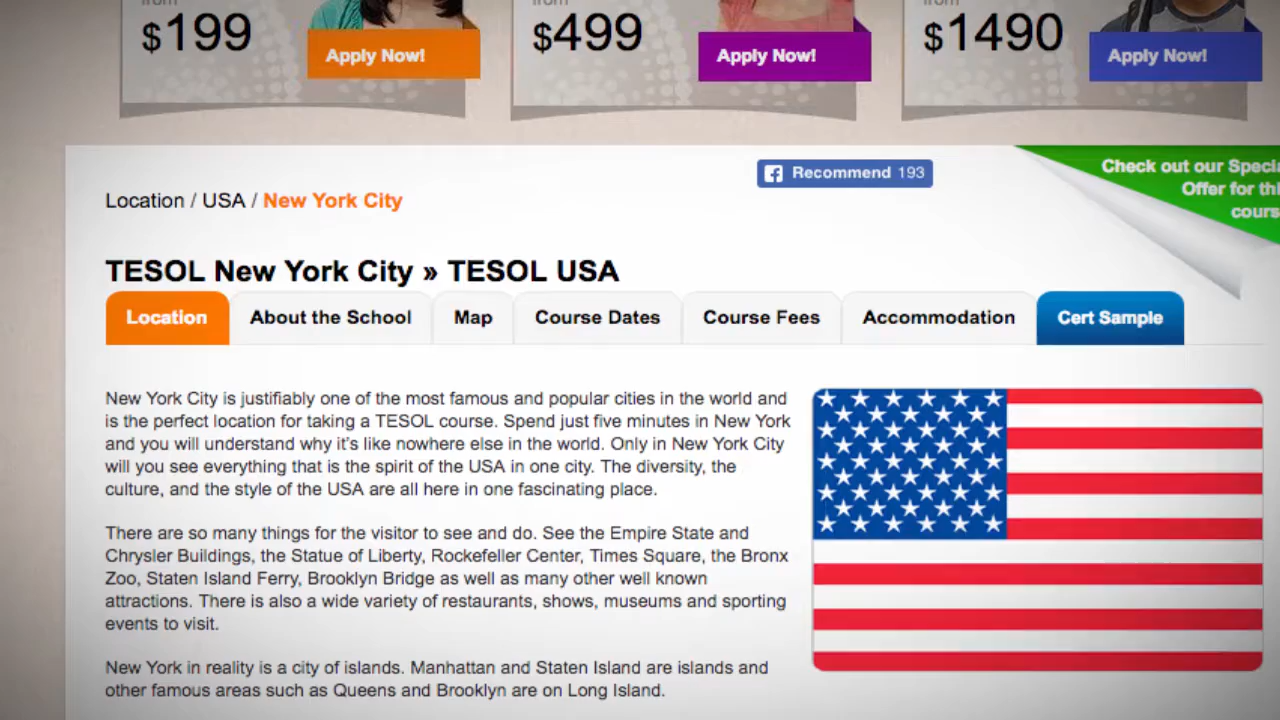 from from from
$199 Apply Now! $499 Apply Now! $1490 Apply Now!
Recommend 193
Check out our
Offer for
Location / USA / New York City
TESOL New York City » TESOL USA
Location About the School Map Course Dates Course Fees Accommodation Cert Sample
New York City is justifiably one of the most famous and popular cities in the world and
is the perfect location for taking a TESOL course. Spend just five minutes in New York
and you will understand why it's like nowhere else in the world. Only in New York City
will you see everything that is the spirit of the USA in one city. The diversity, the
culture, and the style of the USA are all here in one fascinating place.
There are so many things for the visitor to see and do. See the Empire State and
Chrysler Buildings, the Statue of Liberty, Rockefeller Center, Times Square, the Bronx
Zoo, Staten Island Ferry, Brooklyn Bridge as well as many other well known
attractions. There is also a wide variety of restaurants, shows, museums and sporting
events to visit.
New York in reality is a city of islands. Manhattan and Staten Island are islands and
other famous areas such as Queens and Brooklyn are on Long Island.